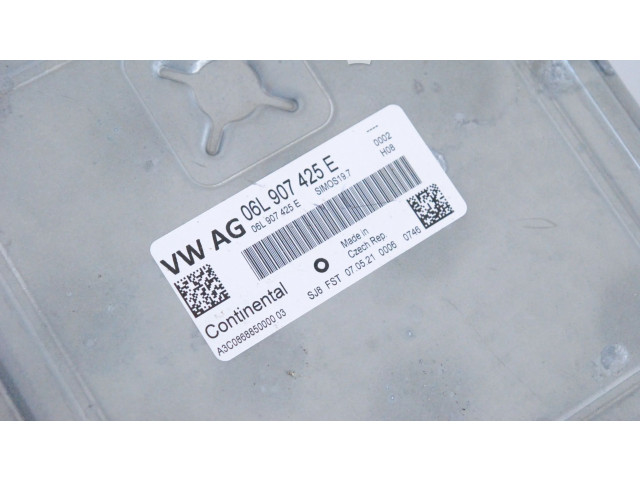 VW AG 06L 907 425 E
06L 907 425 E SIMOS19.7
0002
H08
Made in
Czech Rep.
Continental
SJ8 FST 07.05.21 0006 0746
A3C0868850000 03